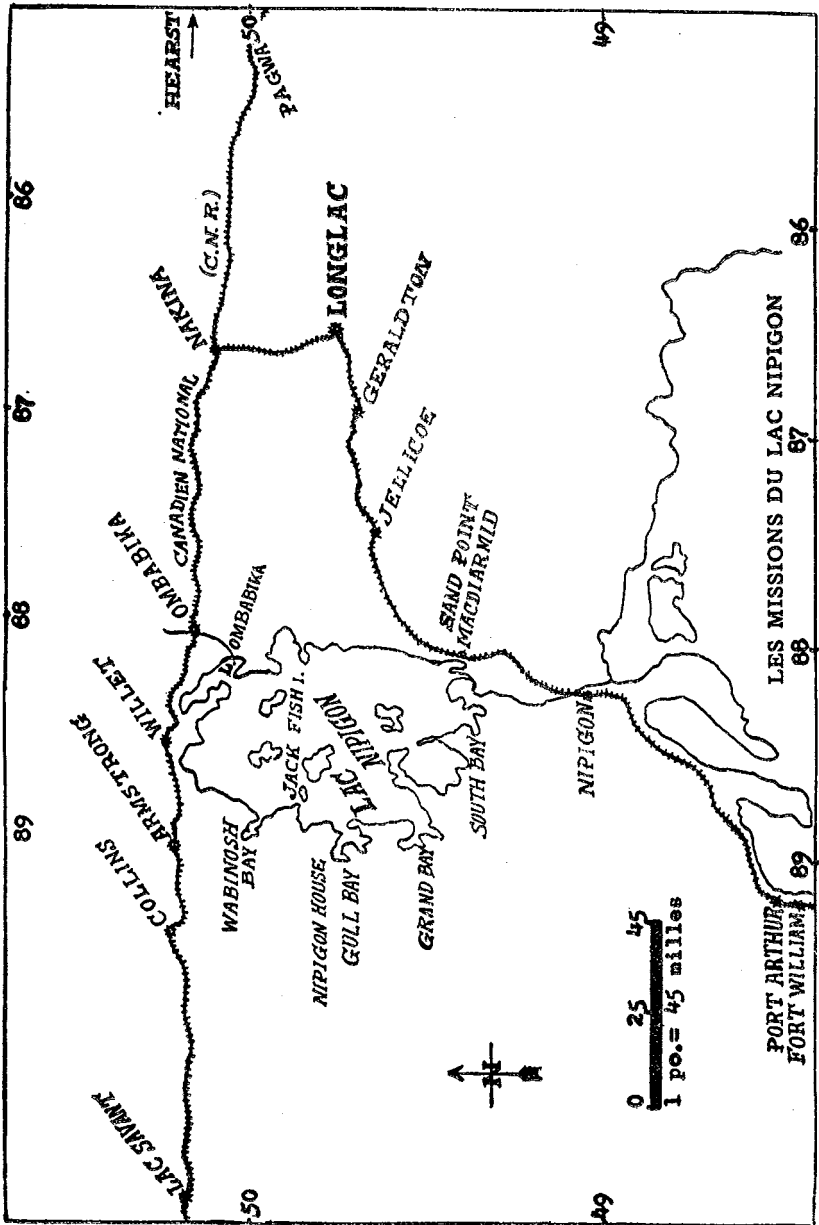 89
88
87
86
HEARST
50
PAGWA
(C.N.R.)
NAKINA
CANADIEN NATIONAL
OMBABIKA
WILLET
ARMSTRONG
COLLINS
LAC SAVANT
50
LONGLAC
GERALDTON
JELLICOE
SAND POINT
MACDIARMID
OMBABIKA
JACK FISH I.
LAC
NIPIGON
WABINOSH
BAY
NIPIGON HOUSE
GULL BAY
GRAND BAY
SOUTH BAY
NIPIGON
49
49
N
0 25 45
1 po.= 45 milles
PORT ARTHUR
FORT WILLIAM
89
88
87
86
LES MISSIONS DU LAC NIPIGON